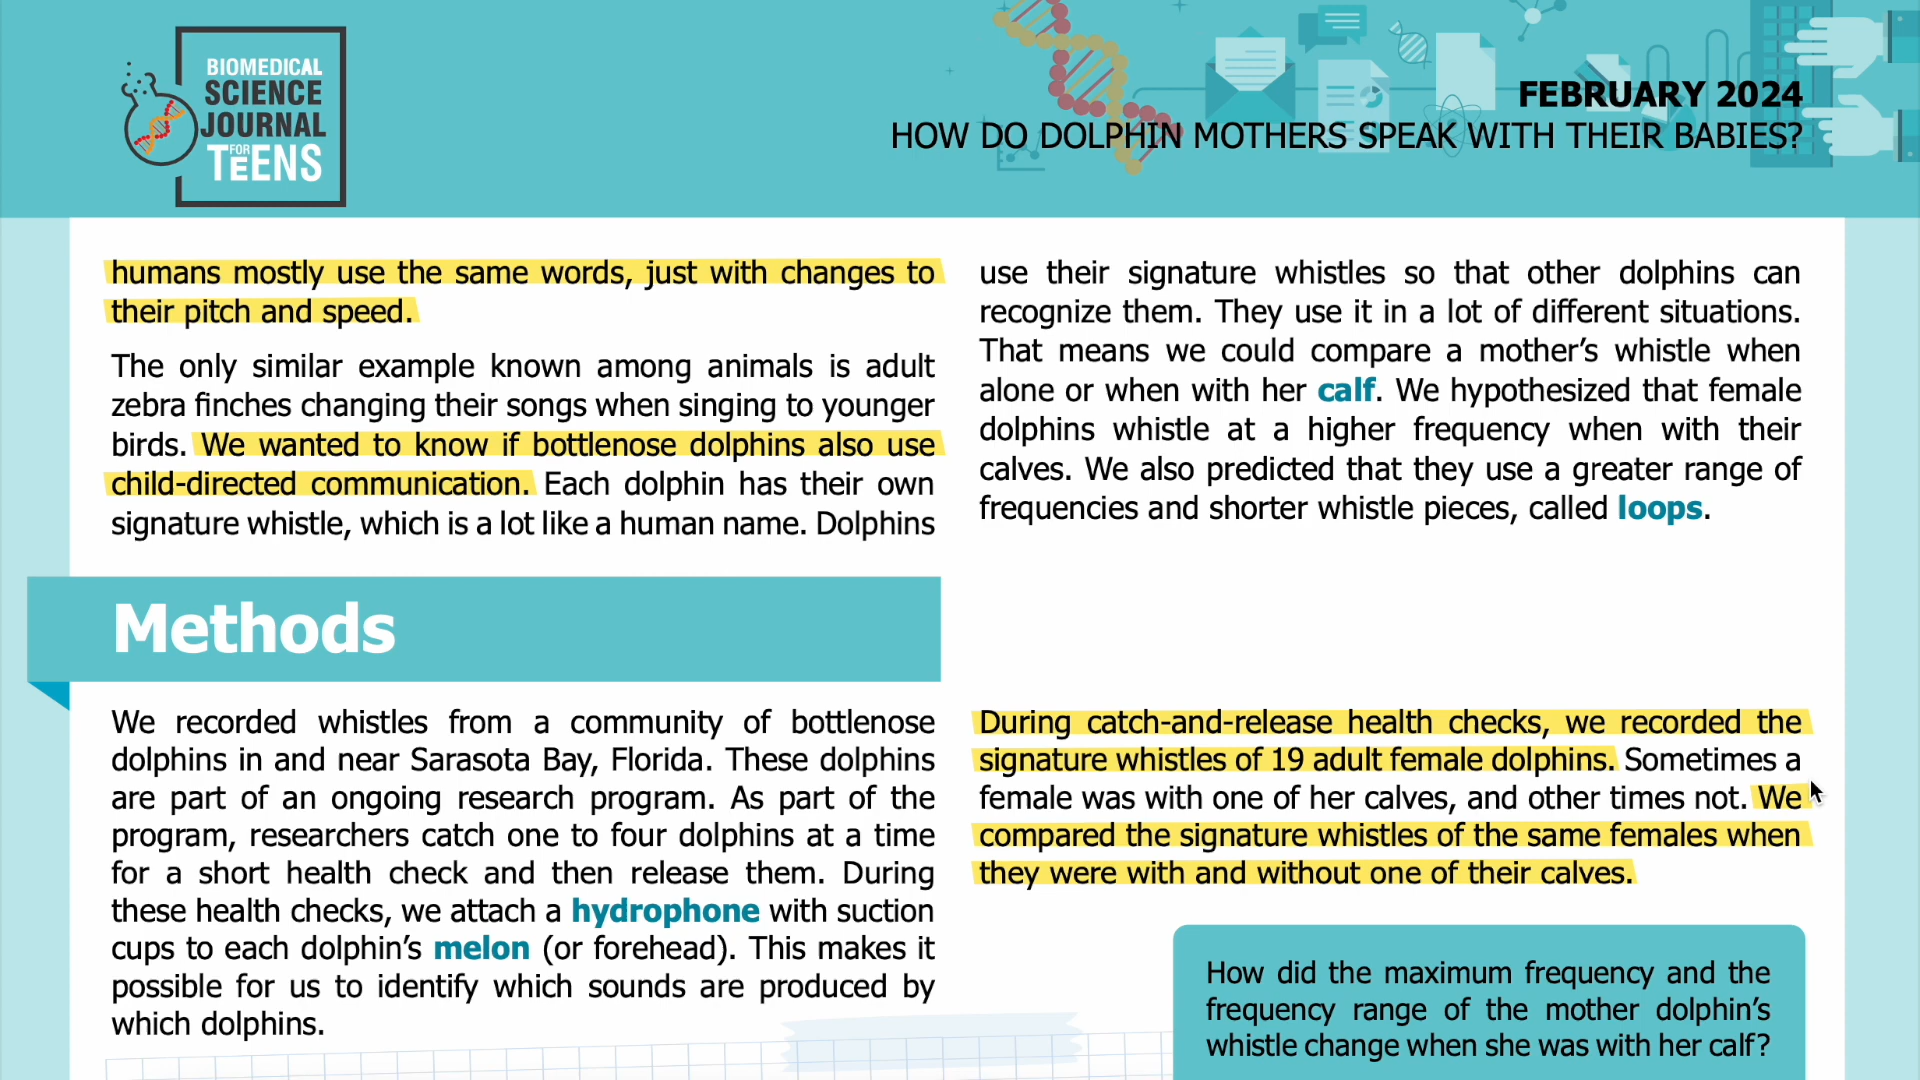 BIOMEDICAL
SCIENCE
JOURNAL
FOR
TEENS
FEBRUARY 2024
HOW DO DOLPHIN MOTHERS SPEAK WITH THEIR BABIES?
humans mostly use the same words, just with changes to
their pitch and speed.
The only similar example known among animals is adult
zebra finches changing their songs when singing to younger
birds. We wanted to know if bottlenose dolphins also use
child-directed communication. Each dolphin has their own
signature whistle, which is a lot like a human name. Dolphins
use their signature whistles so that other dolphins can
recognize them. They use it in a lot of different situations.
That means we could compare a mother’s whistle when
alone or when with her calf. We hypothesized that female
dolphins whistle at a higher frequency when with their
calves. We also predicted that they use a greater range of
frequencies and shorter whistle pieces, called loops.
Methods
We recorded whistles from a community of bottlenose
dolphins in and near Sarasota Bay, Florida. These dolphins
are part of an ongoing research program. As part of the
program, researchers catch one to four dolphins at a time
for a short health check and then release them. During
these health checks, we attach a hydrophone with suction
cups to each dolphin’s melon (or forehead). This makes it
possible for us to identify which sounds are produced by
which dolphins.
During catch-and-release health checks, we recorded the
signature whistles of 19 adult female dolphins. Sometimes a
female was with one of her calves, and other times not. We
compared the signature whistles of the same females when
they were with and without one of their calves.
How did the maximum frequency and the
frequency range of the mother dolphin’s
whistle change when she was with her calf?